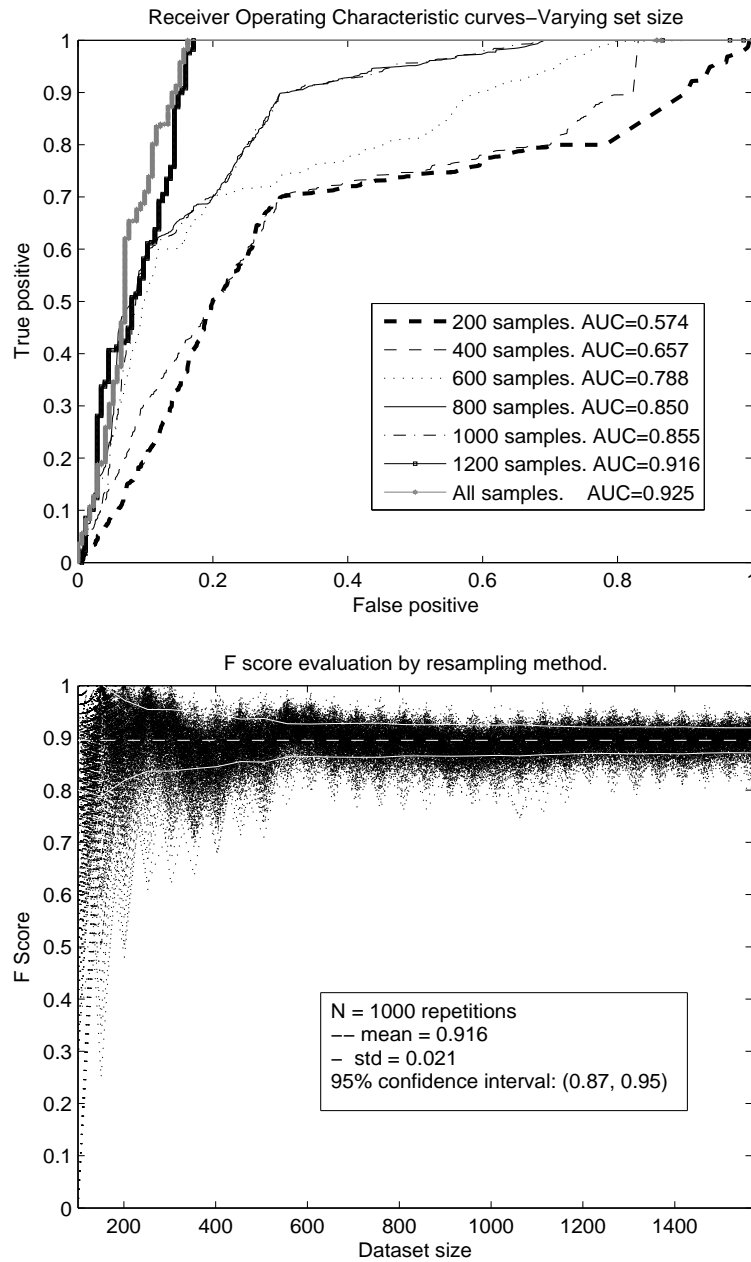 Receiver Operating Characteristic curves−Varying set size
1
0.9
0.8
0.7
0.6
0.5
0.4
0.3
0.2
0.1
0
True positive
200 samples. AUC=0.574
400 samples. AUC=0.657
600 samples. AUC=0.788
800 samples. AUC=0.850
1000 samples. AUC=0.855
1200 samples. AUC=0.916
All samples. AUC=0.925
0 0.2 0.4 0.6 0.8 1
False positive
F score evaluation by resampling method.
1
0.9
0.8
0.7
0.6
0.5
0.4
0.3
0.2
0.1
0
F Score
N = 1000 repetitions
−− mean = 0.916
− std = 0.021
95% confidence interval: (0.87, 0.95)
200 400 600 800 1000 1200 1400
Dataset size